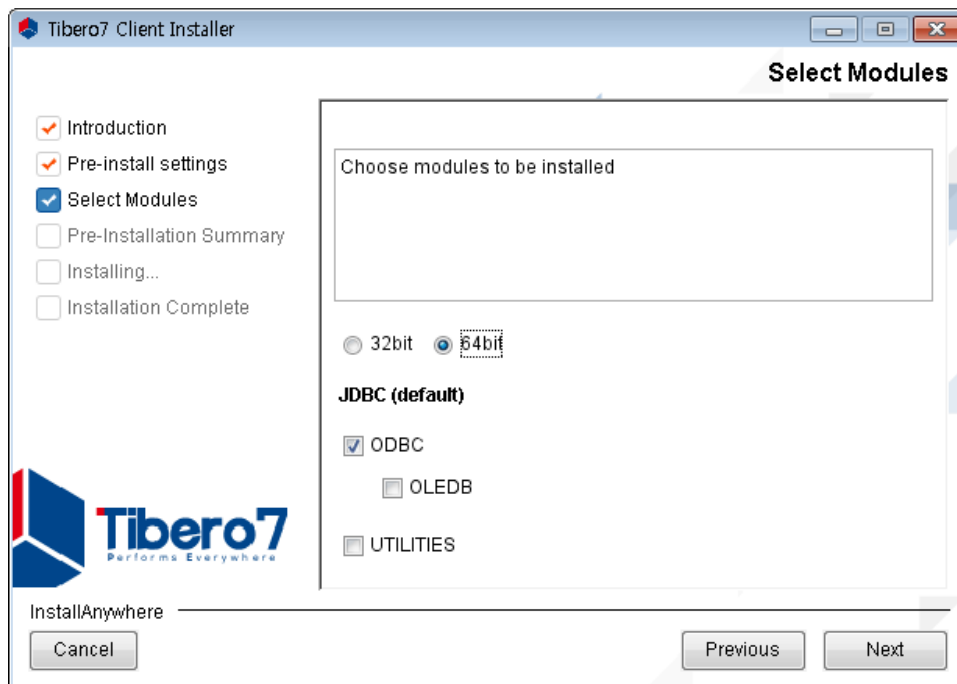 Tibero7 Client Installer
Select Modules
Introduction
Pre-install settings
Select Modules
Pre-Installation Summary
Installing...
Installation Complete
Choose modules to be installed
32bit 64bit
JDBC (default)
ODBC
OLEDB
UTILITIES
Tibero7
Performs Everywhere
InstallAnywhere
Cancel Previous Next